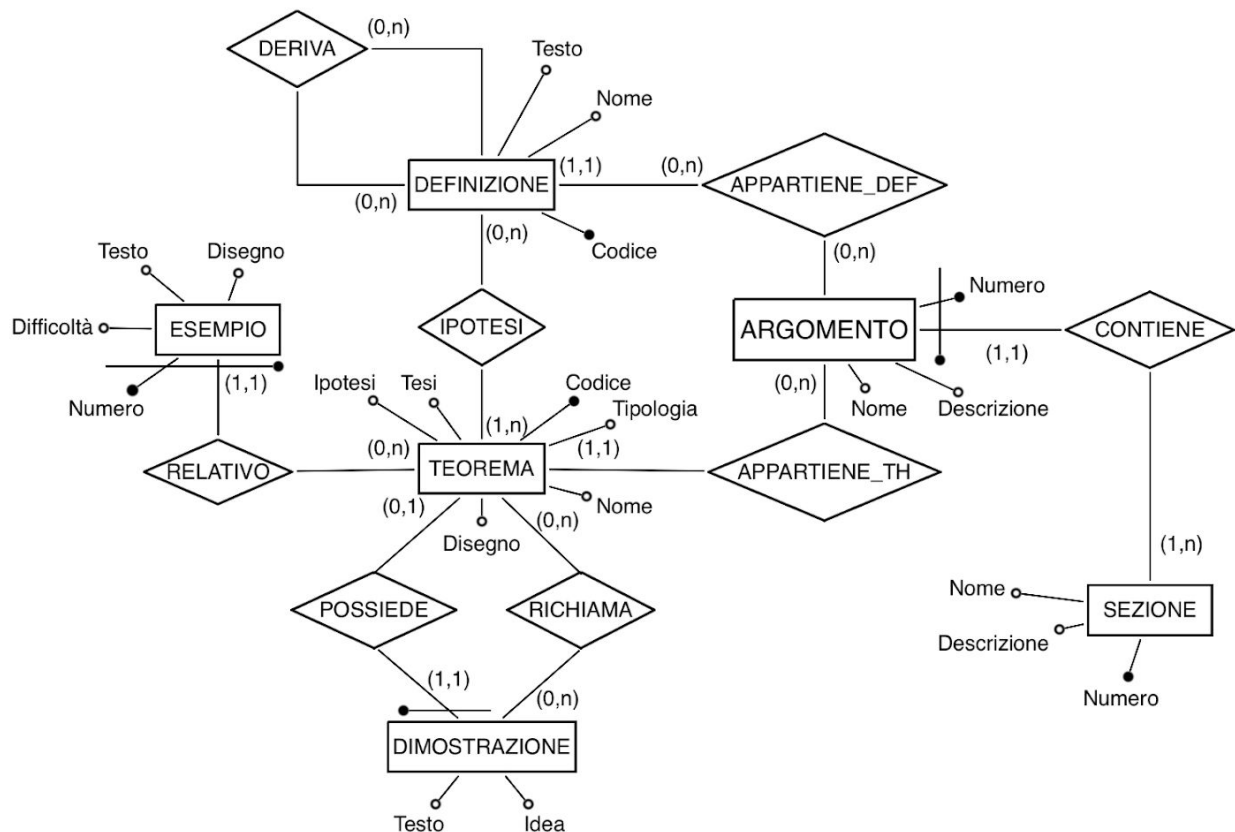 (0,n)
DERIVA
Testo
Nome
DEFINIZIONE
(1,1)
(0,n)
APPARTIENE_DEF
(0,n)
(0,n)
Codice
(0,n)
Testo
Disegno
Difficoltà
ESEMPIO
(1,1)
Numero
IPOTESI
Numero
ARGOMENTO
(1,1)
CONTIENE
(0,n)
Nome
Descrizione
Ipotesi
Tesi
Codice
Tipologia
(1,n)
(1,1)
RELATIVO
(0,n)
TEOREMA
APPARTIENE_TH
(0,1)
(0,n)
Nome
Disegno
(1,n)
POSSIEDE
RICHIAMA
Nome
SEZIONE
Descrizione
Numero
(1,1)
(0,n)
DIMOSTRAZIONE
Testo
Idea